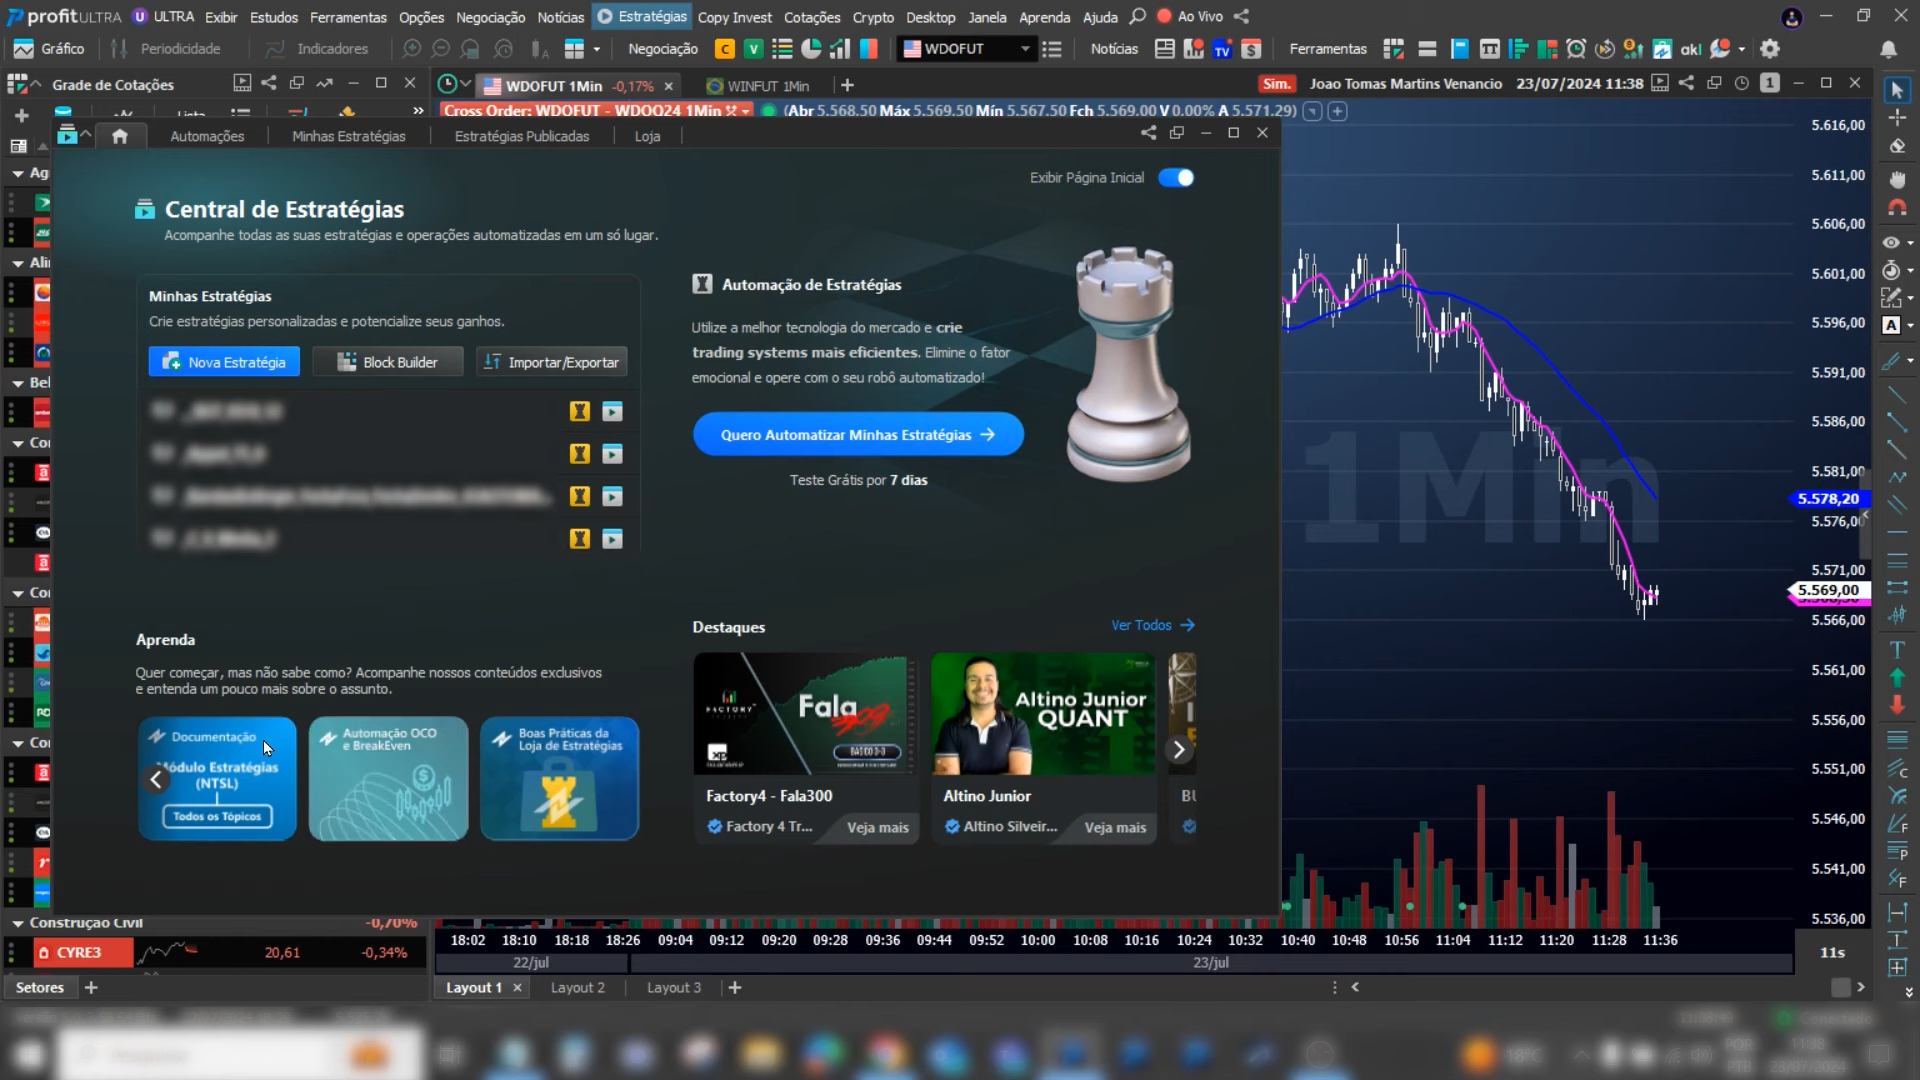 profitULTRA ULTRA Exibir Estudos Ferramentas Opções Negociação Notícias Estratégias Copy Invest Cotações Crypto Desktop Janela Aprenda Ajuda Ao Vivo
Gráfico Periodicidade Indicadores Negociação C V WDOFUT Notícias TV $ Ferramentas TT akl
Grade de Cotações WDOFUT 1Min -0,17% WINFUT 1Min Sim. Joao Tomas Martins Venancio 23/07/2024 11:38 1
Cross Order: WDOFUT - WDOQ24 1Min (Abr 5.568,50 Máx 5.569,50 Mín 5.567,50 Fch 5.569,00 V 0.00% A 5.571,29)
Automações Minhas Estratégias Estratégias Publicadas Loja
Exibir Página Inicial
Central de Estratégias
Acompanhe todas as suas estratégias e operações automatizadas em um só lugar.
Minhas Estratégias
Crie estratégias personalizadas e potencialize seus ganhos.
Nova Estratégia Block Builder Importar/Exportar
Automação de Estratégias
Utilize a melhor tecnologia do mercado e crie
trading systems mais eficientes. Elimine o fator
emocional e opere com o seu robô automatizado!
Quero Automatizar Minhas Estratégias
Teste Grátis por 7 dias
Aprenda
Quer começar, mas não sabe como? Acompanhe nossos conteúdos exclusivos
e entenda um pouco mais sobre o assunto.
Documentação
Módulo Estratégias
(NTSL)
Todos os Tópicos
Automação OCO
e BreakEven
Boas Práticas da
Loja de Estratégias
Destaques
Ver Todos
FACTORY
Fala
300
BÁSICO 3-3
Altino Junior
QUANT
Factory4 - Fala300
Factory 4 Tr... Veja mais
Altino Junior
Altino Silveir... Veja mais
BU
1Min
5.616,00
5.611,00
5.606,00
5.601,00
5.596,00
5.591,00
5.586,00
5.581,00
5.578,20
5.576,00
5.571,00
5.569,00
5.566,00
5.561,00
5.556,00
5.551,00
5.546,00
5.541,00
5.536,00
Construção Civil -0,70%
CYRE3 20,61 -0,34%
18:02 18:10 18:18 18:26 09:04 09:12 09:20 09:28 09:36 09:44 09:52 10:00 10:08 10:16 10:24 10:32 10:40 10:48 10:56 11:04 11:12 11:20 11:28 11:36
22/jul 23/jul 11s
Setores Layout 1 Layout 2 Layout 3